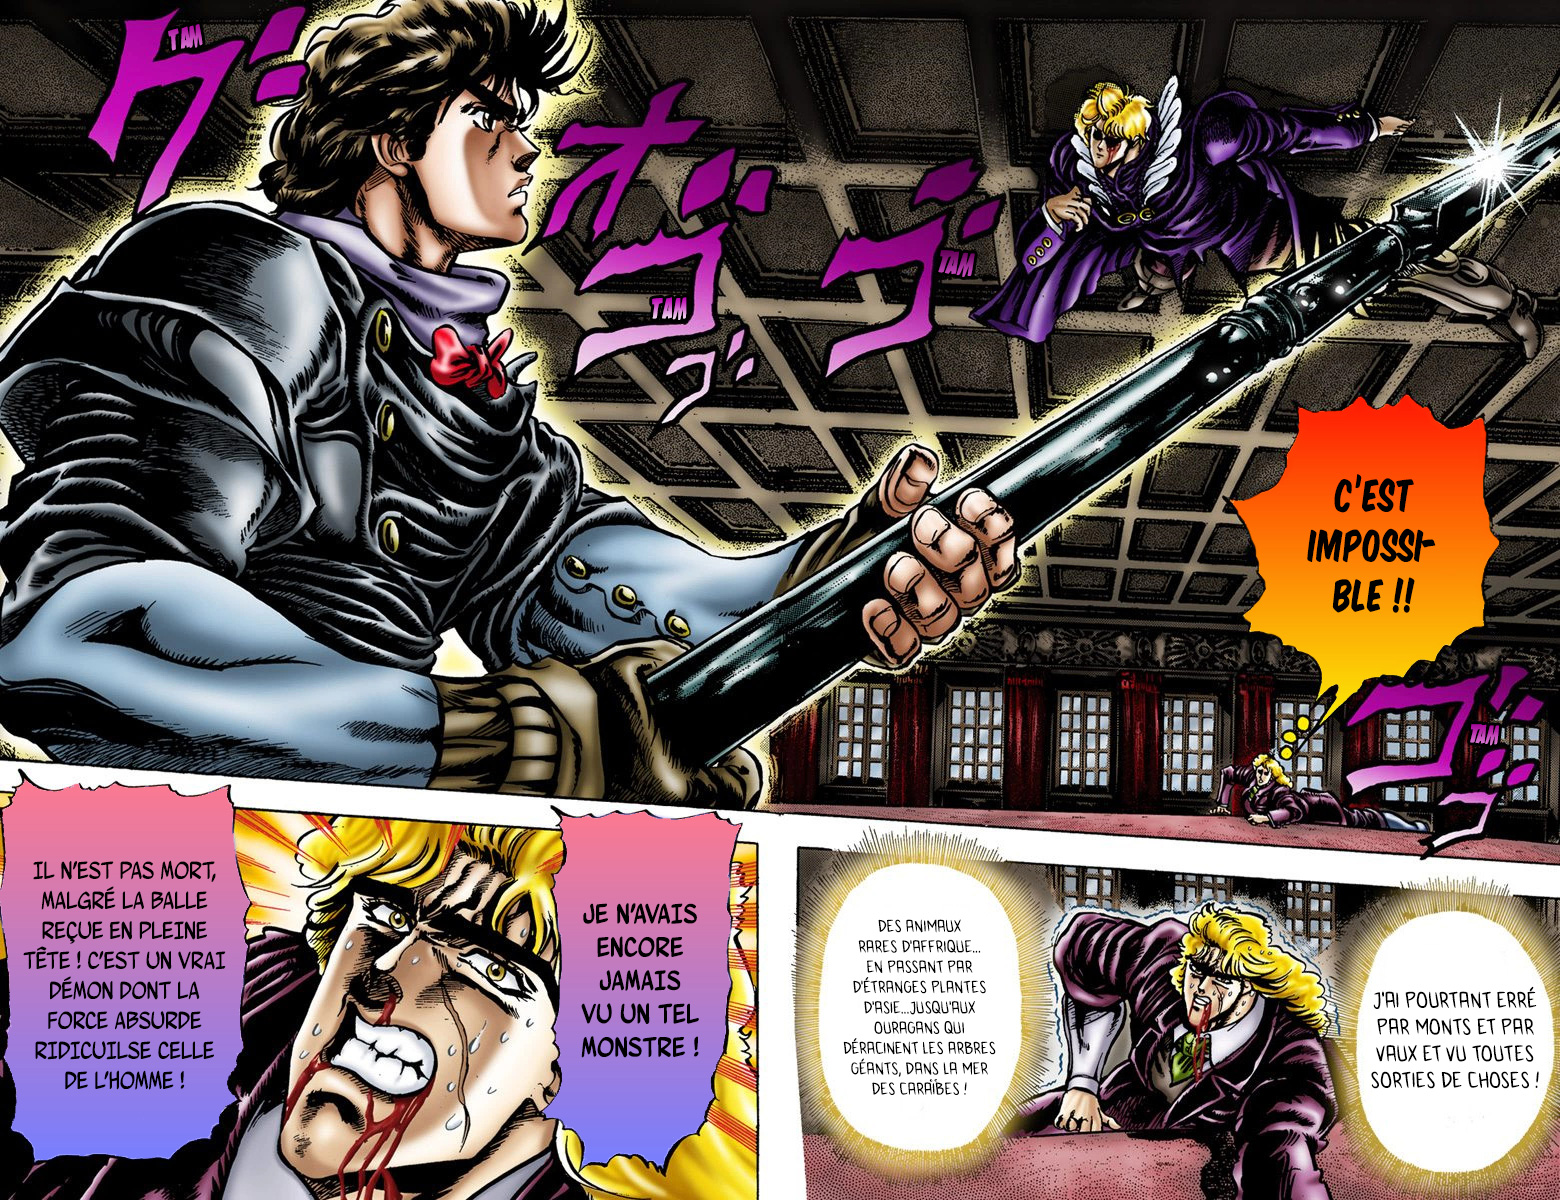 C'EST
IMPOSSI-
BLE !!
TAM
TAM
TAM
TAM
ゴ
ゴ
ゴ
J'AI POURTANT ERRÉ
PAR MONTS ET PAR
VAUX ET VU TOUTES
SORTIES DE CHOSES !
DES ANIMAUX
RARES D'AFFRIQUE...
EN PASSANT PAR
D'ÉTRANGES PLANTES
D'ASIE...JUSQU'AUX
OURAGANS QUI
DÉRACINENT LES ARBRES
GÉANTS, DANS LA MER
DES CARAÏBES !
JE N'AVAIS
ENCORE
JAMAIS
VU UN TEL
MONSTRE !
IL N'EST PAS MORT,
MALGRÉ LA BALLE
REÇUE EN PLEINE
TÊTE ! C'EST UN VRAI
DÉMON DONT LA
FORCE ABSURDE
RIDICUILSE CELLE
DE L'HOMME !